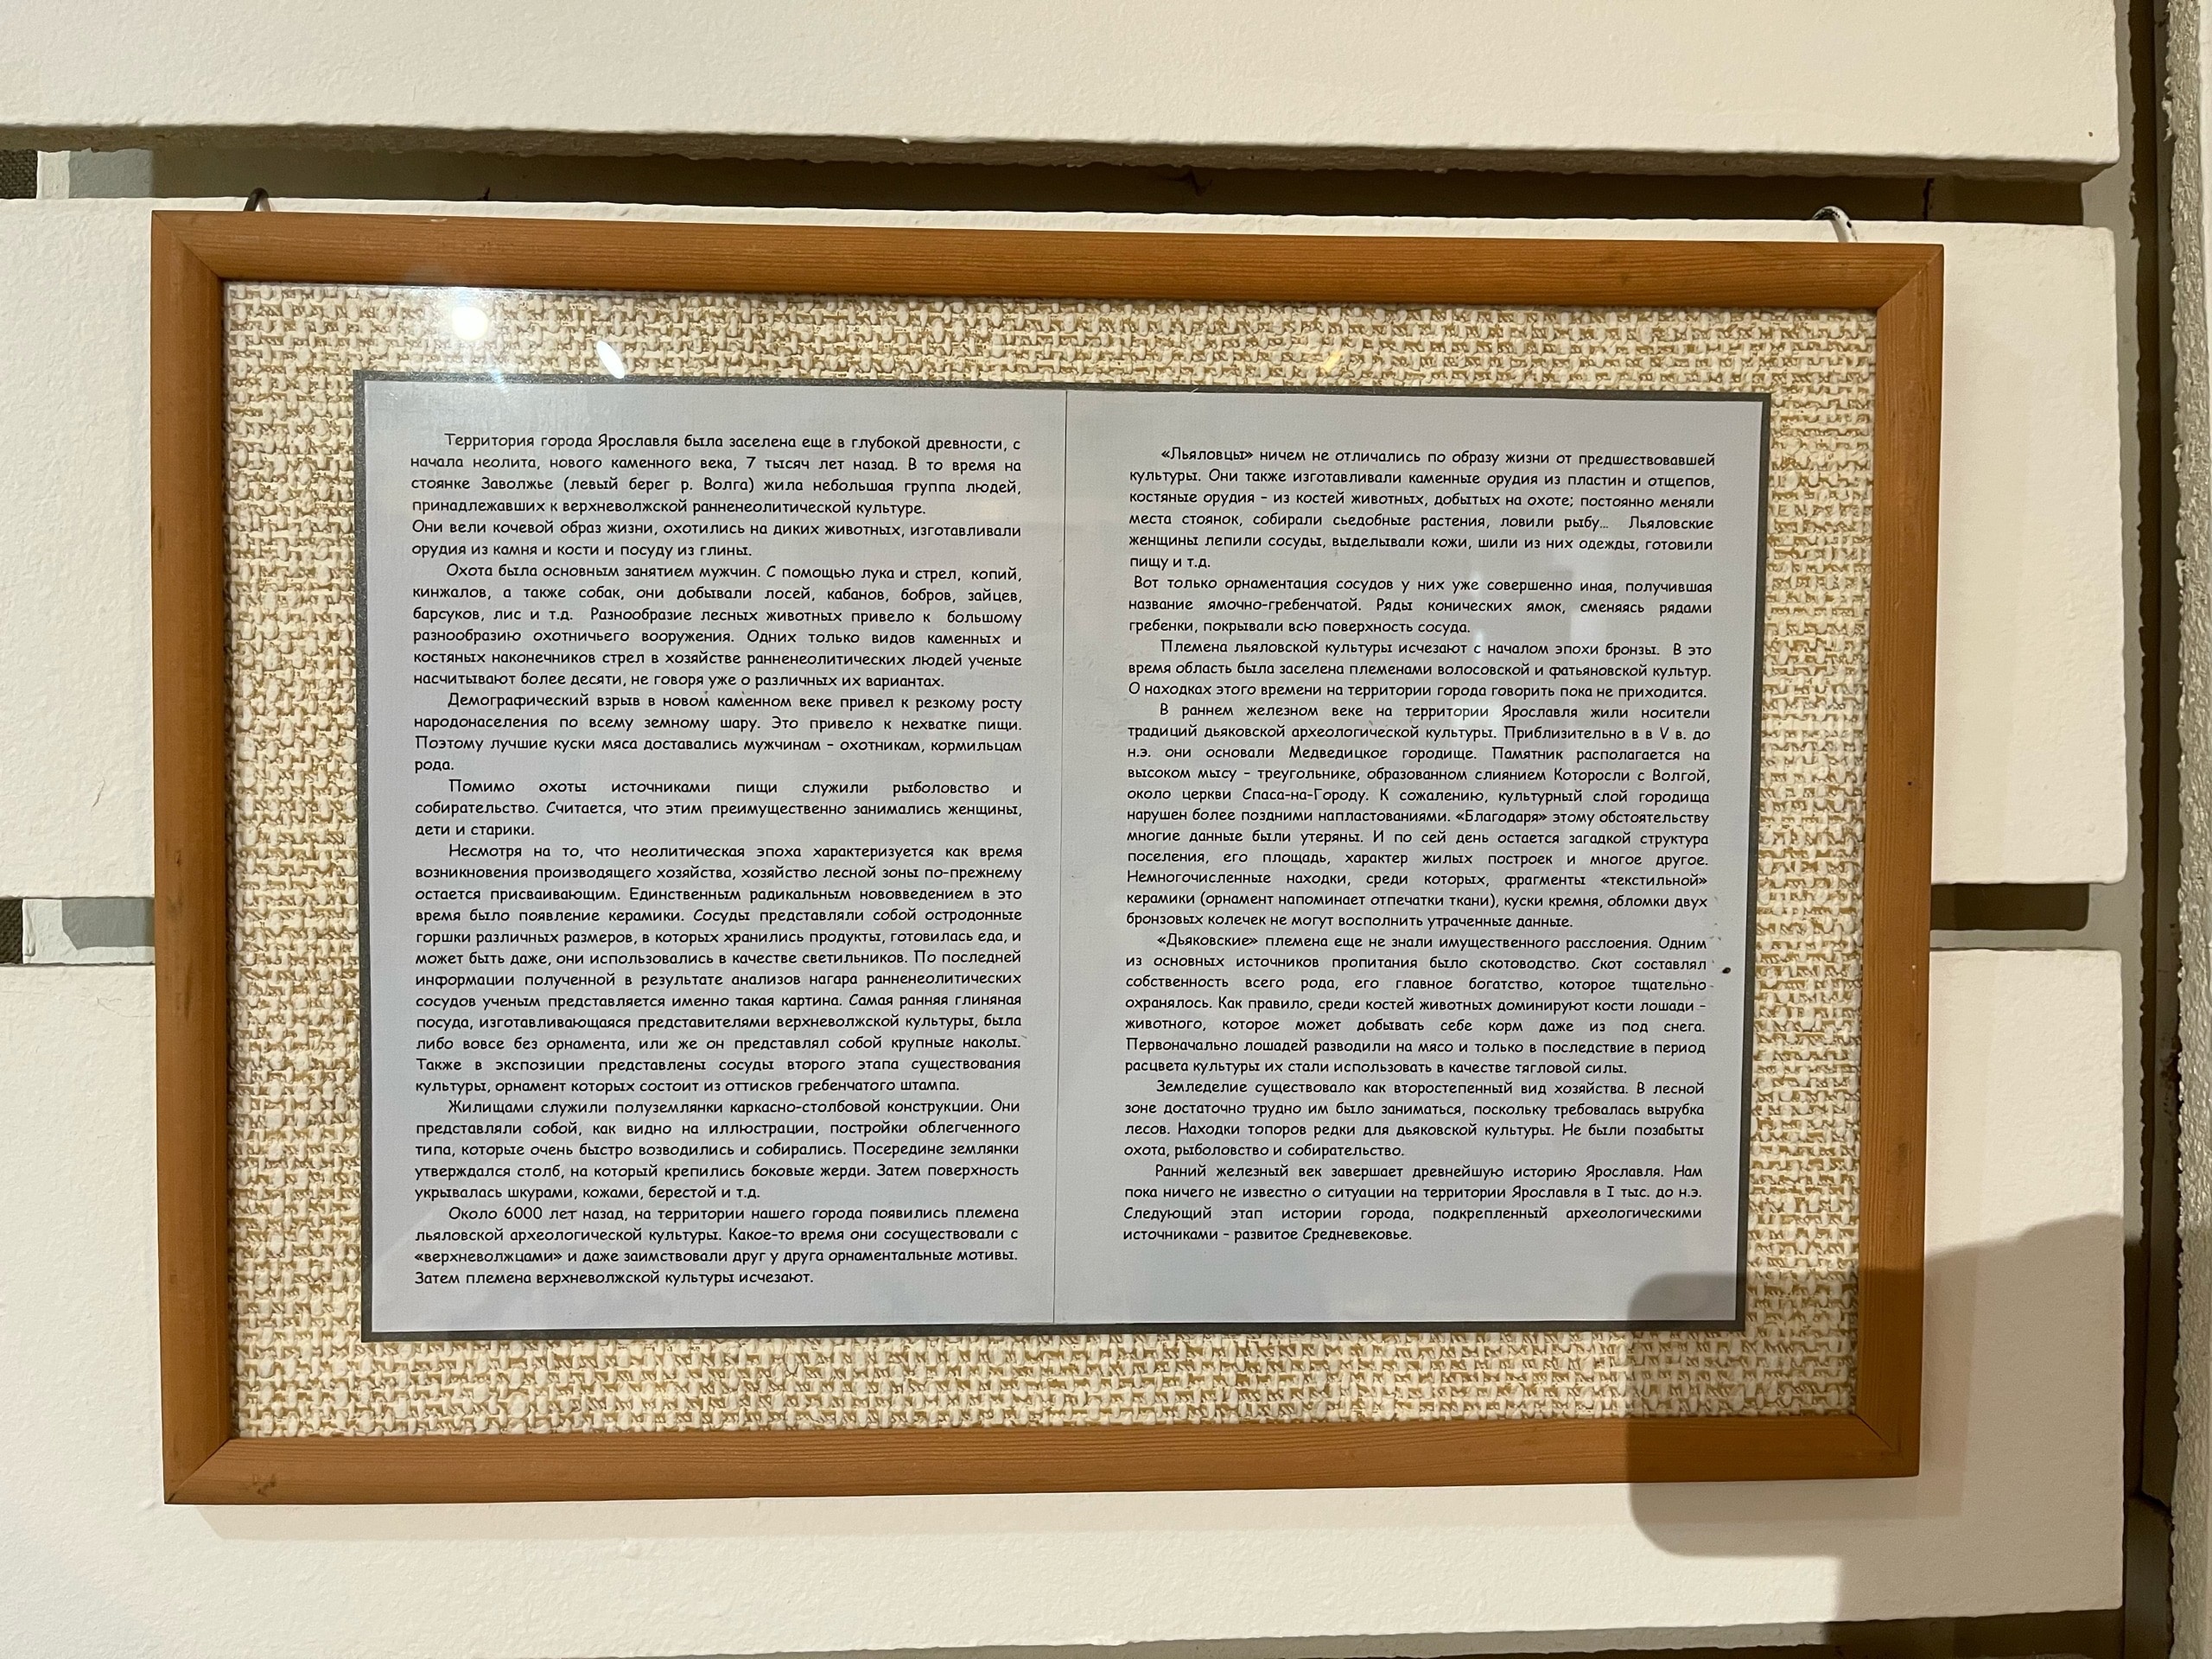 Территория города Ярославля была заселена еще в глубокой древности, с
начала неолита, нового каменного века, 7 тысяч лет назад. В то время на
стоянке Заволжье (левый берег р. Волга) жила небольшая группа людей,
принадлежавших к верхневолжской ранненеолитической культуре.
Они вели кочевой образ жизни, охотились на диких животных, изготавливали
орудия из камня и кости и посуду из глины.
Охота была основным занятием мужчин. С помощью лука и стрел, копий,
кинжалов, а также собак, они добывали лосей, кабанов, бобров, зайцев,
барсуков, лис и т.д. Разнообразие лесных животных привело к большому
разнообразию охотничьего вооружения. Одних только видов каменных и
костяных наконечников стрел в хозяйстве ранненеолитических людей ученые
насчитывают более десяти, не говоря уже о различных их вариантах.
Демографический взрыв в новом каменном веке привел к резкому росту
народонаселения по всему земному шару. Это привело к нехватке пищи.
Поэтому лучшие куски мяса доставались мужчинам - охотникам, кормильцам
рода.
Помимо охоты источниками пищи служили рыболовство и
собирательство. Считается, что этим преимущественно занимались женщины,
дети и старики.
Несмотря на то, что неолитическая эпоха характеризуется как время
возникновения производящего хозяйства, хозяйство лесной зоны по-прежнему
остается присваивающим. Единственным радикальным нововведением в это
время было появление керамики. Сосуды представляли собой остродонные
горшки различных размеров, в которых хранились продукты, готовилась еда, и
может быть даже, они использовались в качестве светильников. По последней
информации полученной в результате анализов нагара ранненеолитических
сосудов ученым представляется именно такая картина. Самая ранняя глиняная
посуда, изготавливающаяся представителями верхневолжской культуры, была
либо вовсе без орнамента, или же он представлял собой крупные наколы.
Также в экспозиции представлены сосуды второго этапа существования
культуры, орнамент которых состоит из оттисков гребенчатого штампа.
Жилищами служили полуземлянки каркасно-столбовой конструкции. Они
представляли собой, как видно на иллюстрации, постройки облегченного
типа, которые очень быстро возводились и собирались. Посередине землянки
утверждался столб, на который крепились боковые жерди. Затем поверхность
укрывалась шкурами, кожами, берестой и т.д.
Около 6000 лет назад, на территории нашего города появились племена
льяловской археологической культуры. Какое-то время они сосуществовали с
«верхневолжцами» и даже заимствовали друг у друга орнаментальные мотивы.
Затем племена верхневолжской культуры исчезают.
«Льяловцы» ничем не отличались по образу жизни от предшествовавшей
культуры. Они также изготавливали каменные орудия из пластин и отщепов,
костяные орудия - из костей животных, добытых на охоте; постоянно меняли
места стоянок, собирали сьедобные растения, ловили рыбу... Льяловские
женщины лепили сосуды, выделывали кожи, шили из них одежды, готовили
пищу и т.д.
Вот только орнаментация сосудов у них уже совершенно иная, получившая
название ямочно-гребенчатой. Ряды конических ямок, сменяясь рядами
гребенки, покрывали всю поверхность сосуда.
Племена льяловской культуры исчезают с началом эпохи бронзы. В это
время область была заселена племенами волосовской и фатьяновской культур.
О находках этого времени на территории города говорить пока не приходится.
В раннем железном веке на территории Ярославля жили носители
традиций дьяковской археологической культуры. Приблизительно в в V в. до
н.э. они основали Медведицкое городище. Памятник располагается на
высоком мысу - треугольнике, образованном слиянием Которосли с Волгой,
около церкви Спаса-на-Городу. К сожалению, культурный слой городища
нарушен более поздними напластованиями. «Благодаря» этому обстоятельству
многие данные были утеряны. И по сей день остается загадкой структура
поселения, его площадь, характер жилых построек и многое другое.
Немногочисленные находки, среди которых, фрагменты «текстильной»
керамики (орнамент напоминает отпечатки ткани), куски кремня, обломки двух
бронзовых колечек не могут восполнить утраченные данные.
«Дьяковские» племена еще не знали имущественного расслоения. Одним
из основных источников пропитания было скотоводство. Скот составлял
собственность всего рода, его главное богатство, которое тщательно
охранялось. Как правило, среди костей животных доминируют кости лошади -
животного, которое может добывать себе корм даже из под снега.
Первоначально лошадей разводили на мясо и только в последствие в период
расцвета культуры их стали использовать в качестве тягловой силы.
Земледелие существовало как второстепенный вид хозяйства. В лесной
зоне достаточно трудно им было заниматься, поскольку требовалась вырубка
лесов. Находки топоров редки для дьяковской культуры. Не были позабыты
охота, рыболовство и собирательство.
Ранний железный век завершает древнейшую историю Ярославля. Нам
пока ничего не известно о ситуации на территории Ярославля в I тыс. до н.э.
Следующий этап истории города, подкрепленный археологическими
источниками - развитое Средневековье.